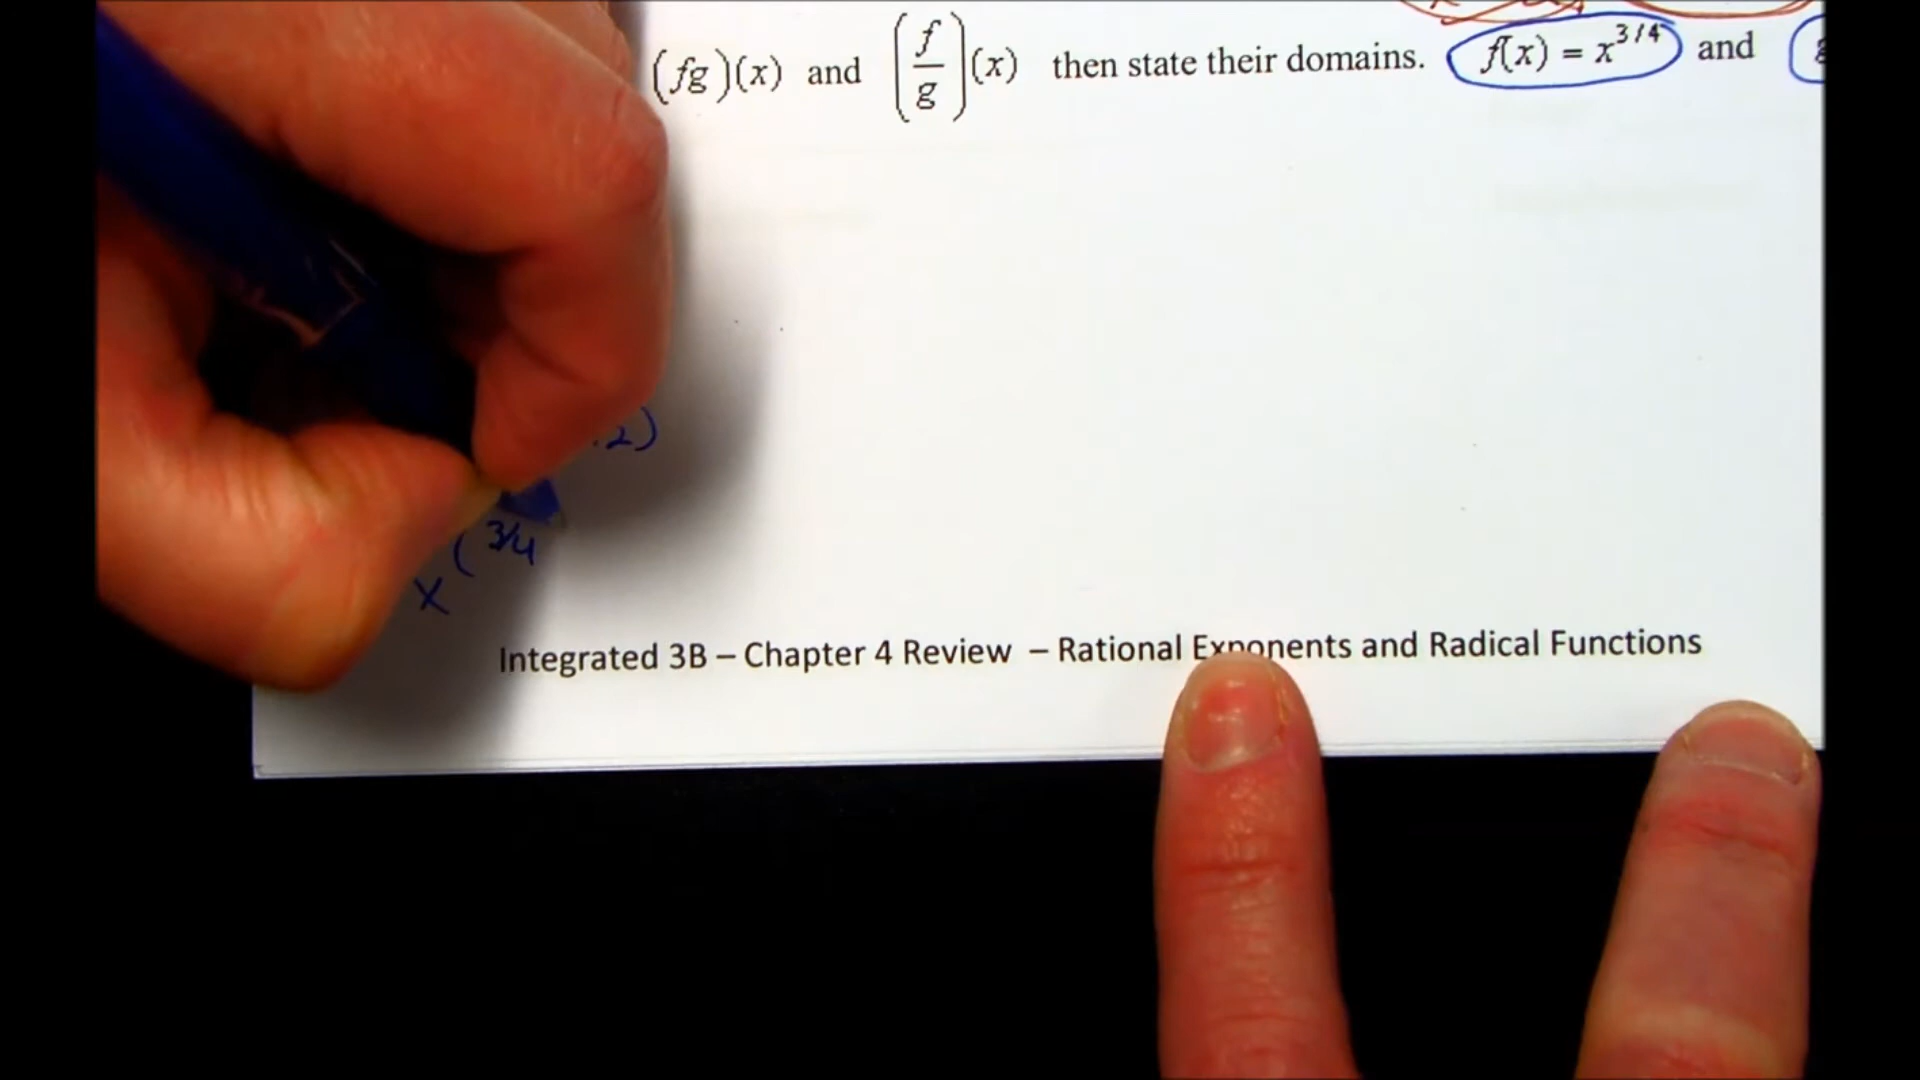 (fg)(x) and (f/g)(x) then state their domains. f(x) = x^{3/4} and
.2)
x^{(3/4}
Integrated 3B – Chapter 4 Review – Rational Exponents and Radical Functions